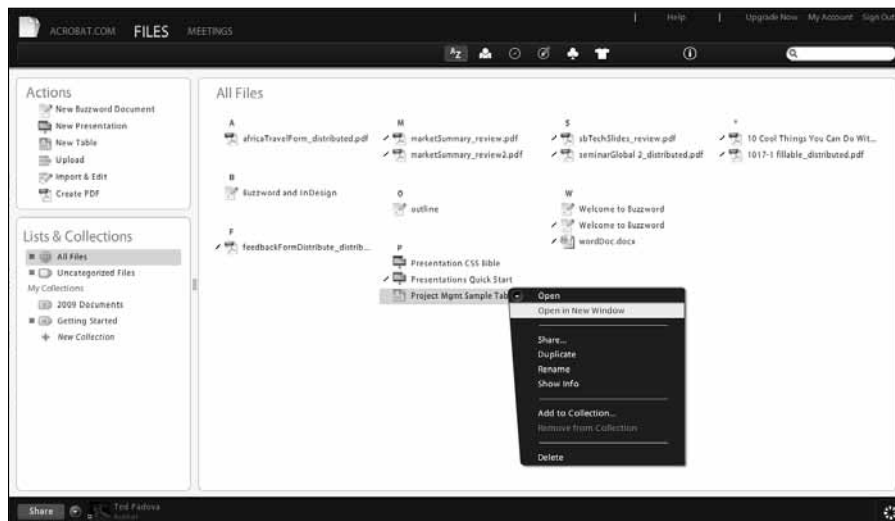 ACROBAT.COM FILES MEETINGS
Help Upgrade Now My Account Sign Out
AZ
Actions
New Buzzword Document
New Presentation
New Table
Upload
Import & Edit
Create PDF
Lists & Collections
All Files
Uncategorized Files
My Collections
2009 Documents
Getting Started
New Collection
All Files
A
africaTravelForm_distributed.pdf
B
Buzzword and InDesign
F
feedbackFormDistribute_distrib...
M
marketSummary_review.pdf
marketSummary_review2.pdf
O
outline
P
Presentation CS5 Bible
Presentations Quick Start
Project Mgmt Sample Tab
S
sbTechSlides_review.pdf
seminarGlobal 2_distributed.pdf
W
Welcome to Buzzword
Welcome to Buzzword
wordDoc.docx
10 Cool Things You Can Do Wit...
1017-1 fillable_distributed.pdf
Open
Open in New Window
Share...
Duplicate
Rename
Show Info
Add to Collection...
Remove from Collection
Delete
Share
Ted Padova